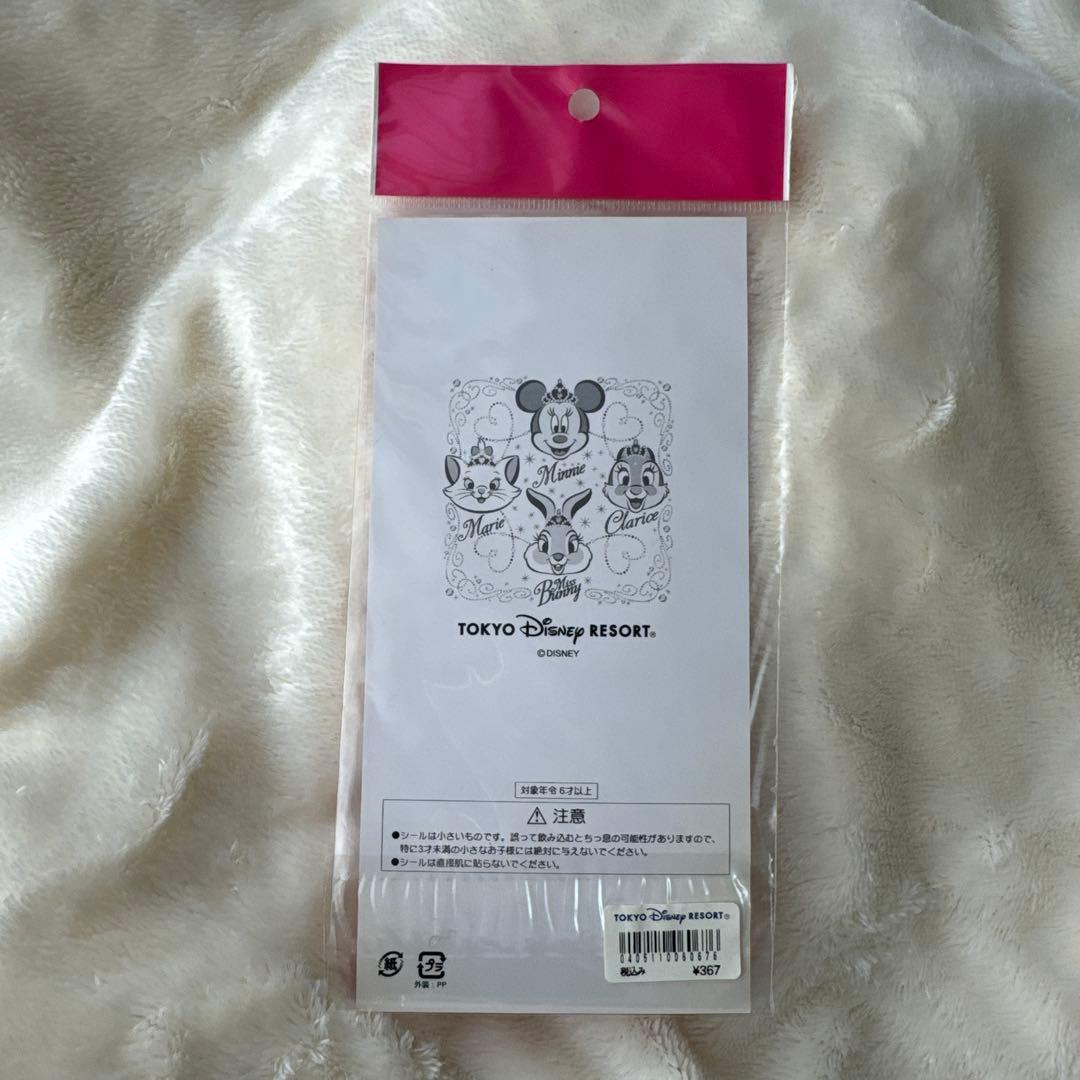 Minnie
Marie
Clarice
Miss
Bunny
TOKYO Disney RESORT®
©DISNEY
対象年令 6才以上
⚠ 注意
●シールは小さいものです。誤って飲み込むとちっ息の可能性がありますので、
特に3才未満の小さなお子様には絶対に与えないでください。
●シールは直接肌に貼らないでください。
TOKYO Disney RESORT®
0405110060676
税込み ¥367
紙 プラ
外装：PP